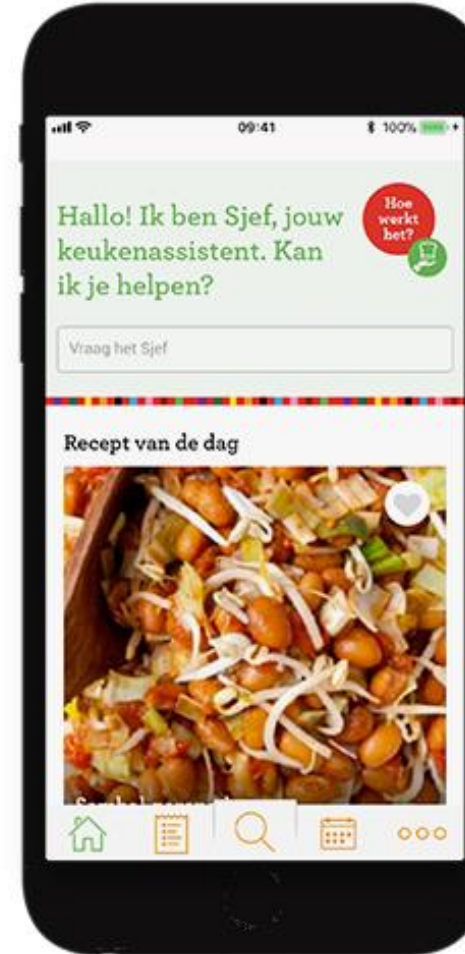 09:41
100%
Hallo! Ik ben Sjef, jouw
keukenassistent. Kan
ik je helpen?
Hoe
werkt
het?
Vraag het Sjef
Recept van de dag